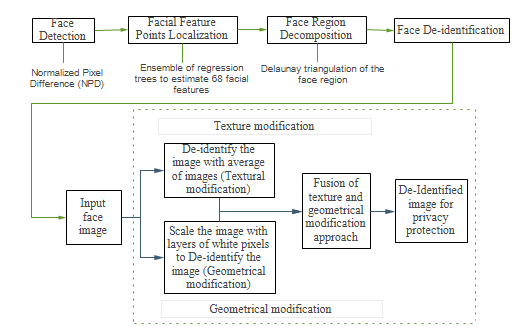 Face
Detection
Facial Feature
Points Localization
Face Region
Decomposition
Face De-identification
Normalized Pixel
Difference (NPD)
Ensemble of regression
trees to estimate 68 facial
features
Delaunay triangulation of the
face region
Texture modification
De-identify the
image with average
of images (Textural
modification)
Input
face
image
Scale the image with
layers of white pixels
to De-identify the
image (Geometrical
modification)
Fusion of
texture and
geometrical
modification
approach
De-Identified
image for
privacy
protection
Geometrical modification